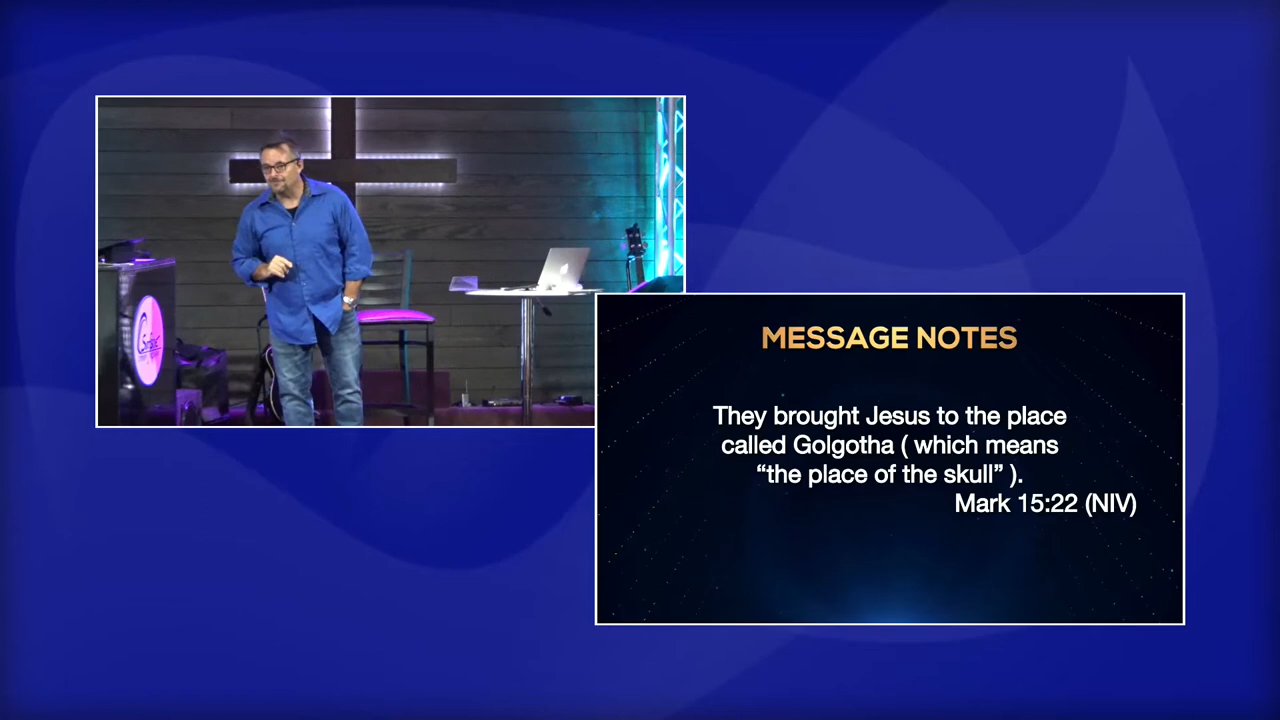 MESSAGE NOTES
They brought Jesus to the place
called Golgotha ( which means
“the place of the skull” ).
Mark 15:22 (NIV)